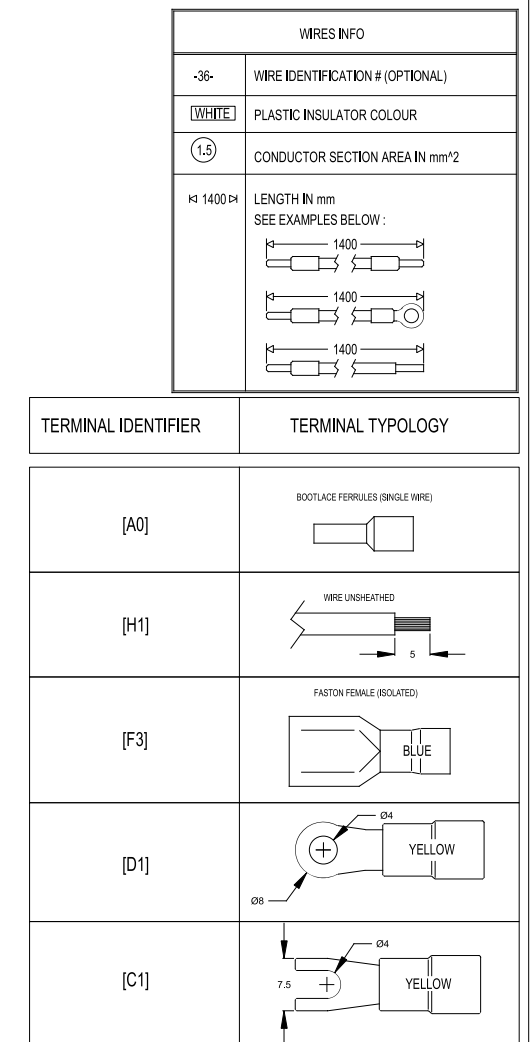 WIRES INFO
-36- WIRE IDENTIFICATION # (OPTIONAL)
WHITE PLASTIC INSULATOR COLOUR
1.5 CONDUCTOR SECTION AREA IN mm^2
1400 LENGTH IN mm
SEE EXAMPLES BELOW :
1400
1400
1400
TERMINAL IDENTIFIER TERMINAL TYPOLOGY
[A0]
BOOTLACE FERRULES (SINGLE WIRE)
[H1]
WIRE UNSHEATHED
5
[F3]
FASTON FEMALE (ISOLATED)
BLUE
[D1]
Ø4
YELLOW
Ø8
[C1]
Ø4
7.5
YELLOW